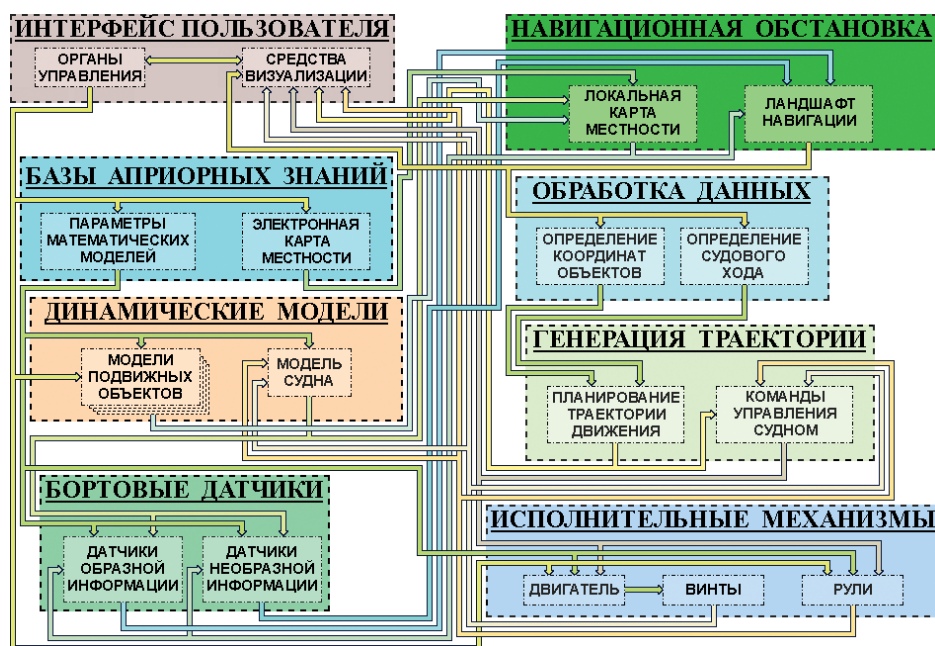 ИНТЕРФЕЙС ПОЛЬЗОВАТЕЛЯ
ОРГАНЫ
УПРАВЛЕНИЯ
СРЕДСТВА
ВИЗУАЛИЗАЦИИ
НАВИГАЦИОННАЯ ОБСТАНОВКА
ЛОКАЛЬНАЯ
КАРТА
МЕСТНОСТИ
ЛАНДШАФТ
НАВИГАЦИИ
БАЗЫ АПРИОРНЫХ ЗНАНИЙ
ПАРАМЕТРЫ
МАТЕМАТИЧЕСКИХ
МОДЕЛЕЙ
ЭЛЕКТРОННАЯ
КАРТА
МЕСТНОСТИ
ОБРАБОТКА ДАННЫХ
ОПРЕДЕЛЕНИЕ
КООРДИНАТ
ОБЪЕКТОВ
ОПРЕДЕЛЕНИЕ
СУДОВОГО
ХОДА
ДИНАМИЧЕСКИЕ МОДЕЛИ
МОДЕЛИ
ПОДВИЖНЫХ
ОБЪЕКТОВ
МОДЕЛЬ
СУДНА
ГЕНЕРАЦИЯ ТРАЕКТОРИИ
ПЛАНИРОВАНИЕ
ТРАЕКТОРИИ
ДВИЖЕНИЯ
КОМАНДЫ
УПРАВЛЕНИЯ
СУДНОМ
БОРТОВЫЕ ДАТЧИКИ
ДАТЧИКИ
ОБРАЗНОЙ
ИНФОРМАЦИИ
ДАТЧИКИ
НЕОБРАЗНОЙ
ИНФОРМАЦИИ
ИСПОЛНИТЕЛЬНЫЕ МЕХАНИЗМЫ
ДВИГАТЕЛЬ
ВИНТЫ
РУЛИ